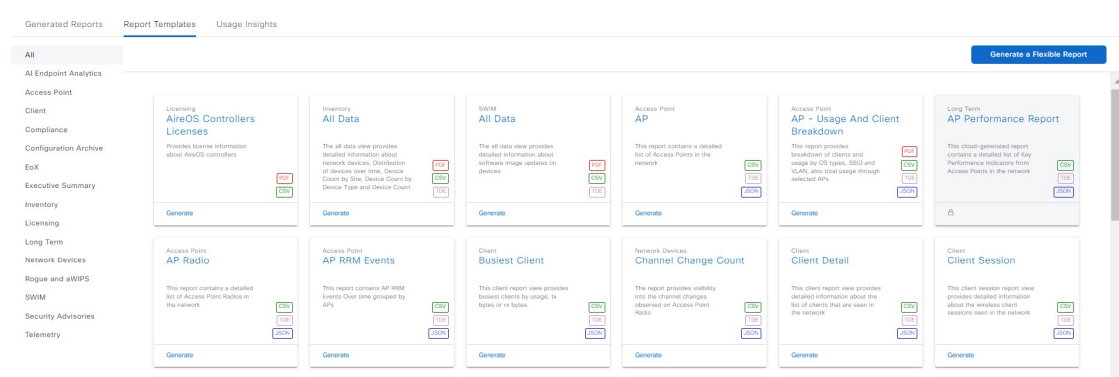 Generated Reports
Report Templates
Usage Insights
All
AI Endpoint Analytics
Access Point
Client
Compliance
Configuration Archive
EoX
Executive Summary
Inventory
Licensing
Long Term
Network Devices
Rogue and aWIPS
SWIM
Security Advisories
Telemetry
Generate a Flexible Report
Licensing
AireOS Controllers
Licenses
Provides license information
about AireOS controllers
PDF
CSV
Generate
Inventory
All Data
The all data view provides
detailed information about
network devices, Distribution
of devices over time, Device
Count by Site, Device Count by
Device Type and Device Count
PDF
CSV
TDE
Generate
SWIM
All Data
The all data view provides
detailed information about
software image updates on
devices
PDF
CSV
TDE
Generate
Access Point
AP
This report contains a detailed
list of Access Points in the
network
CSV
TDE
JSON
Generate
Access Point
AP - Usage And Client
Breakdown
This report provides
breakdown of clients and
usage by OS types, SSID and
VLAN, also total usage through
selected APs
PDF
CSV
TDE
JSON
Generate
Long Term
AP Performance Report
This cloud-generated report
contains a detailed list of Key
Performance Indicators from
Access Points in the network
CSV
TDE
JSON
Access Point
AP Radio
This report contains a detailed
list of Access Point Radios in
the network
CSV
TDE
JSON
Generate
Access Point
AP RRM Events
This report contains AP RRM
Events Over time grouped by
APs
CSV
TDE
JSON
Generate
Client
Busiest Client
This client report view provides
busiest clients by usage, tx
bytes or rx bytes.
CSV
TDE
JSON
Generate
Network Devices
Channel Change Count
The report provides visibility
into the channel changes
observed on Access Point
Radio
CSV
TDE
JSON
Generate
Client
Client Detail
This client report view provides
detailed information about the
list of clients that are seen in
the network
CSV
TDE
JSON
Generate
Client
Client Session
This client session report view
provides detailed information
about the wireless client
sessions seen in the network
CSV
TDE
JSON
Generate